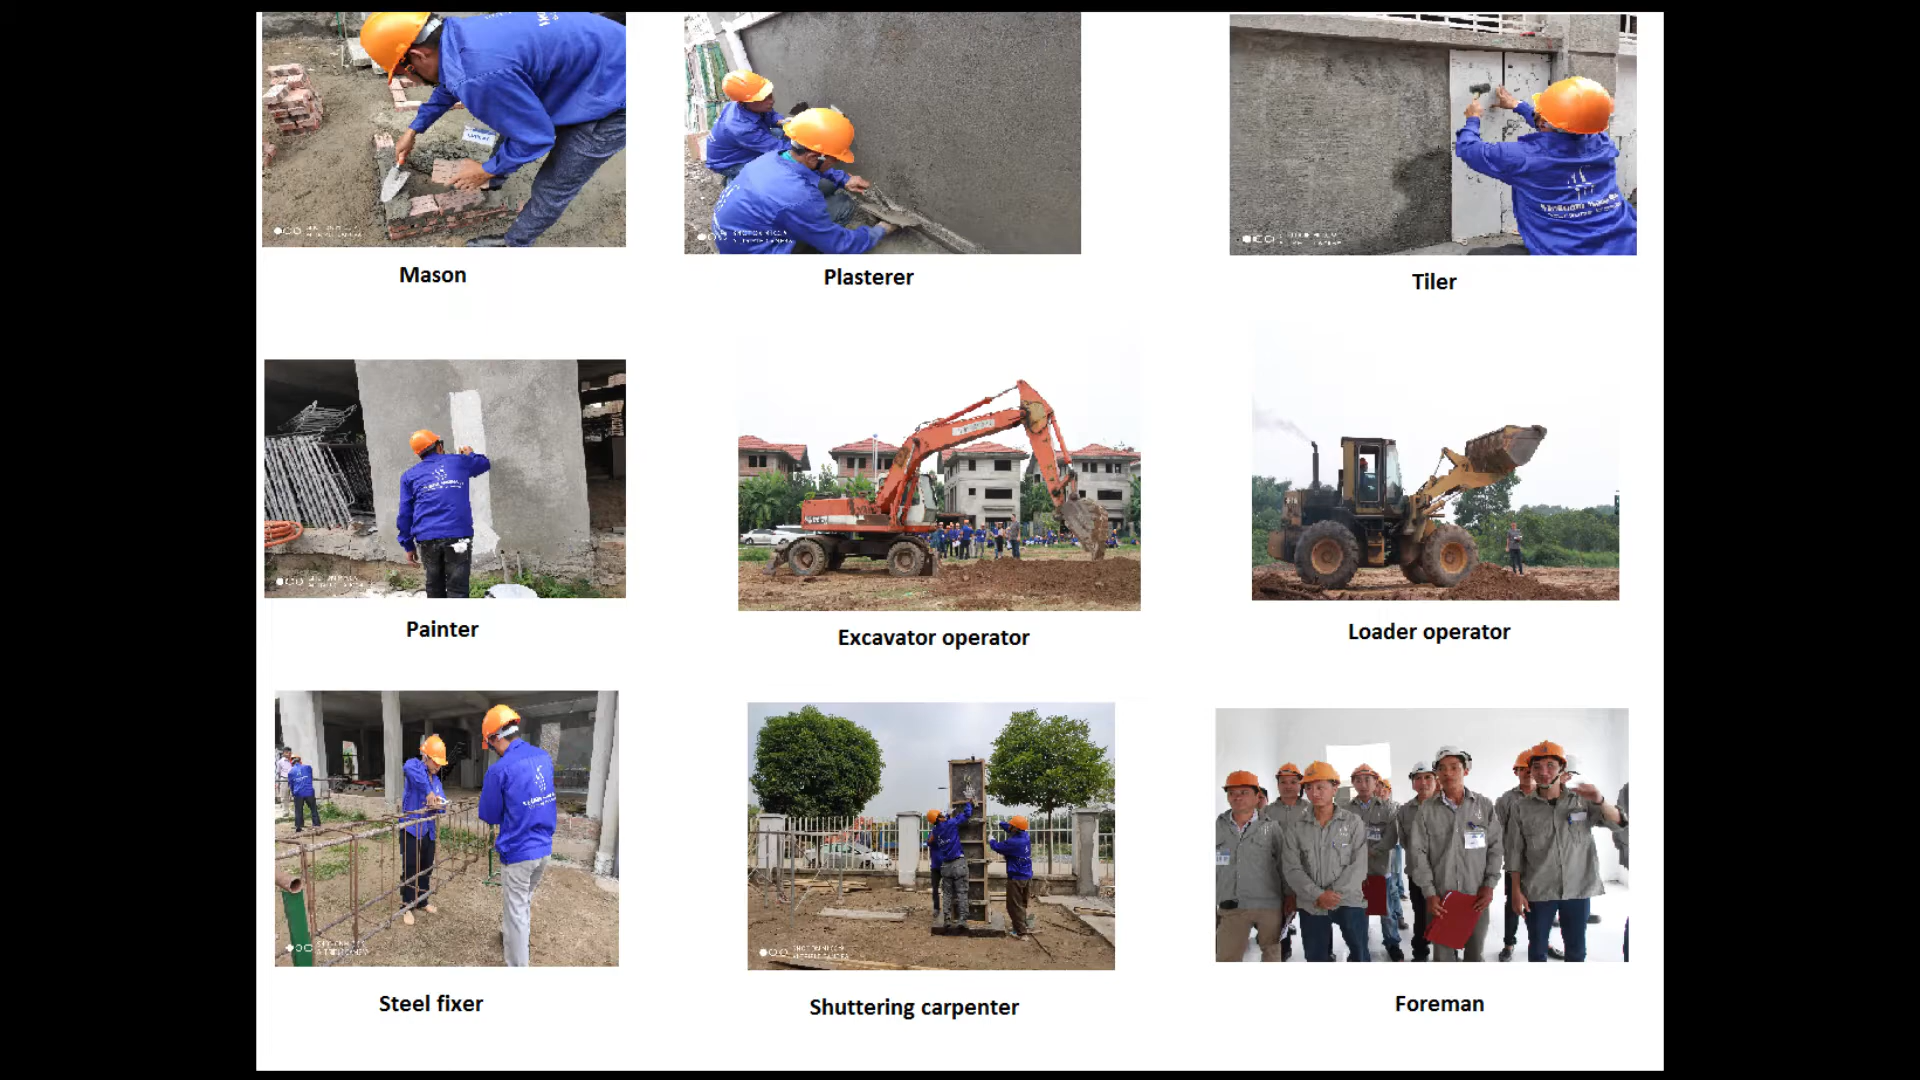 Mason
Plasterer
Tiler
Painter
Excavator operator
Loader operator
Steel fixer
Shuttering carpenter
Foreman